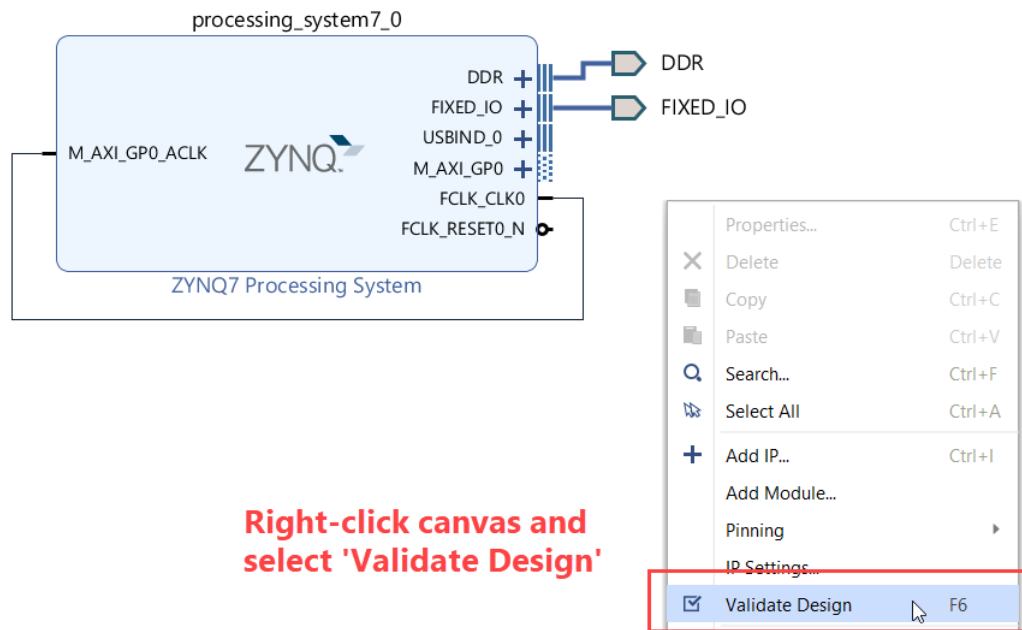 processing_system7_0
DDR
FIXED_IO
USBIND_0
M_AXI_GP0
FCLK_CLK0
FCLK_RESET0_N
M_AXI_GP0_ACLK
ZYNQ
ZYNQ7 Processing System
DDR
FIXED_IO
Properties... Ctrl+E
Delete Delete
Copy Ctrl+C
Paste Ctrl+V
Search... Ctrl+F
Select All Ctrl+A
Add IP... Ctrl+I
Add Module...
Pinning
IP Settings...
Validate Design F6
Right-click canvas and
select 'Validate Design'